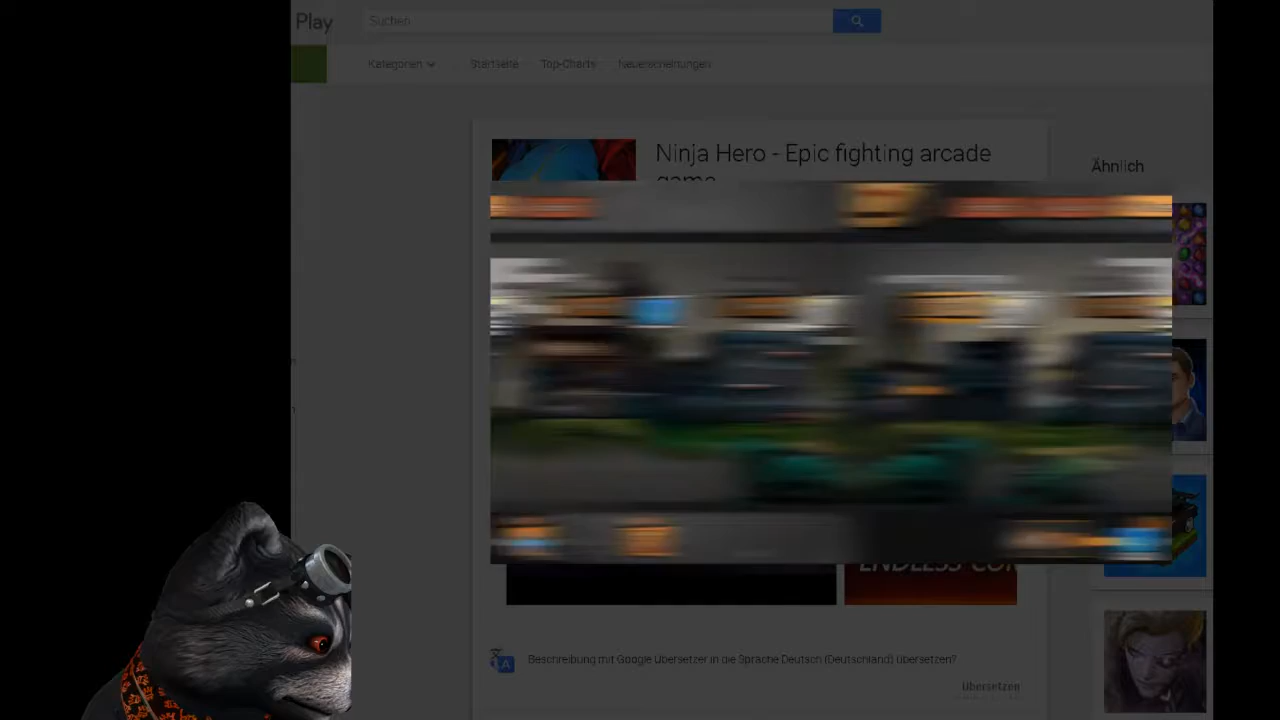 Play
Suchen
Kategorien
Startseite
Top-Charts
Neuerscheinungen
Ninja Hero - Epic fighting arcade
game
Ähnlich
ENDLESS
Beschreibung mit Google Übersetzer in die Sprache Deutsch (Deutschland) übersetzen?
Übersetzen